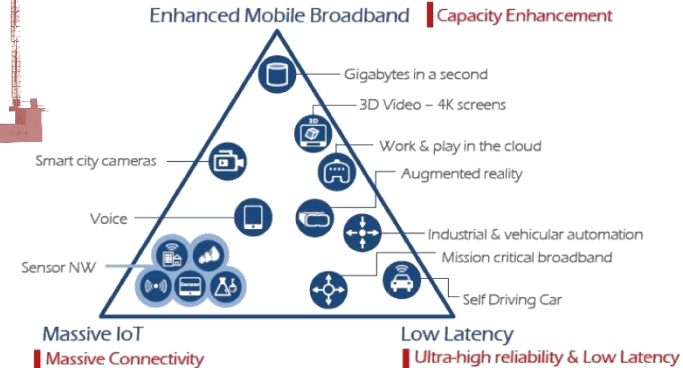 Enhanced Mobile Broadband
Capacity Enhancement
Gigabytes in a second
3D Video – 4K screens
3D
Smart city cameras
Work & play in the cloud
Augmented reality
Voice
Industrial & vehicular automation
Mission critical broadband
Sensor NW
Sensor
Self Driving Car
Massive IoT
Low Latency
Massive Connectivity
Ultra-high reliability & Low Latency